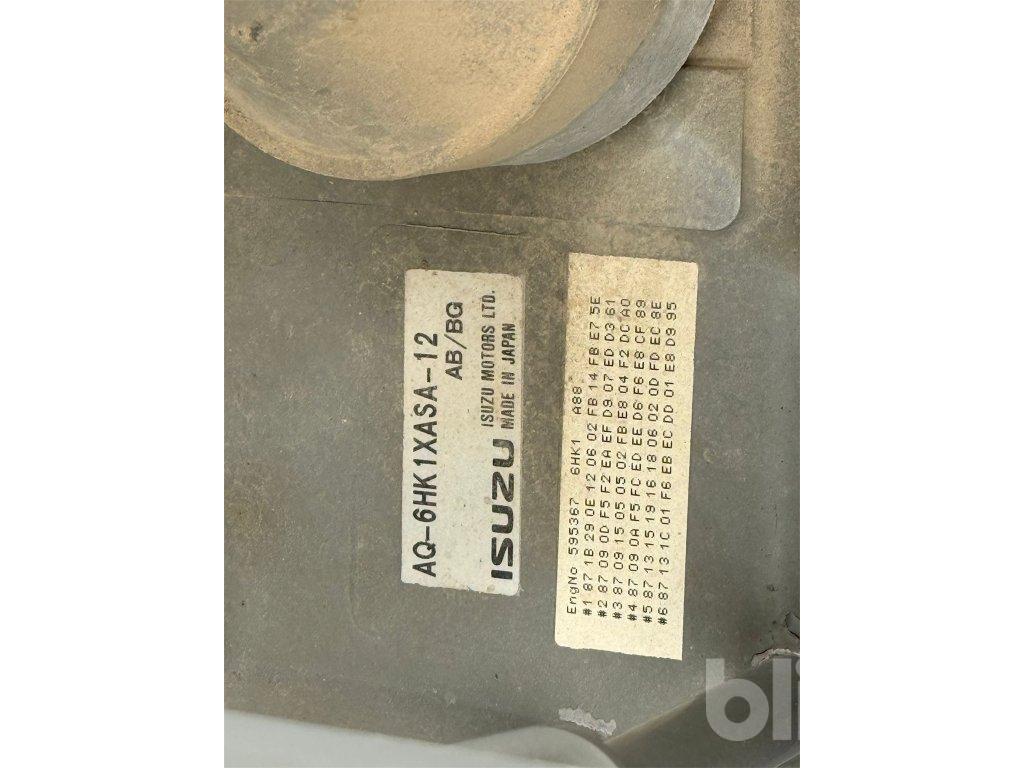 AQ-6HK1XASA-12
AB/BG
ISUZU
ISUZU MOTORS LTD.
MADE IN JAPAN
EngNo 595367 6HK1 A88
#1 87 1B 29 0E 12 06 02 FB 14 FB E7 5E
#2 87 09 0D F5 F2 EA EF D9 07 ED D3 61
#3 87 09 15 05 05 02 FB E8 04 F2 DC A0
#4 87 09 0A F5 FC ED EE D6 F6 E8 CF 89
#5 87 13 15 19 16 18 06 02 0D FD EC 8E
#6 87 13 1C 01 F6 EB EC DD 01 E8 D9 95
bli